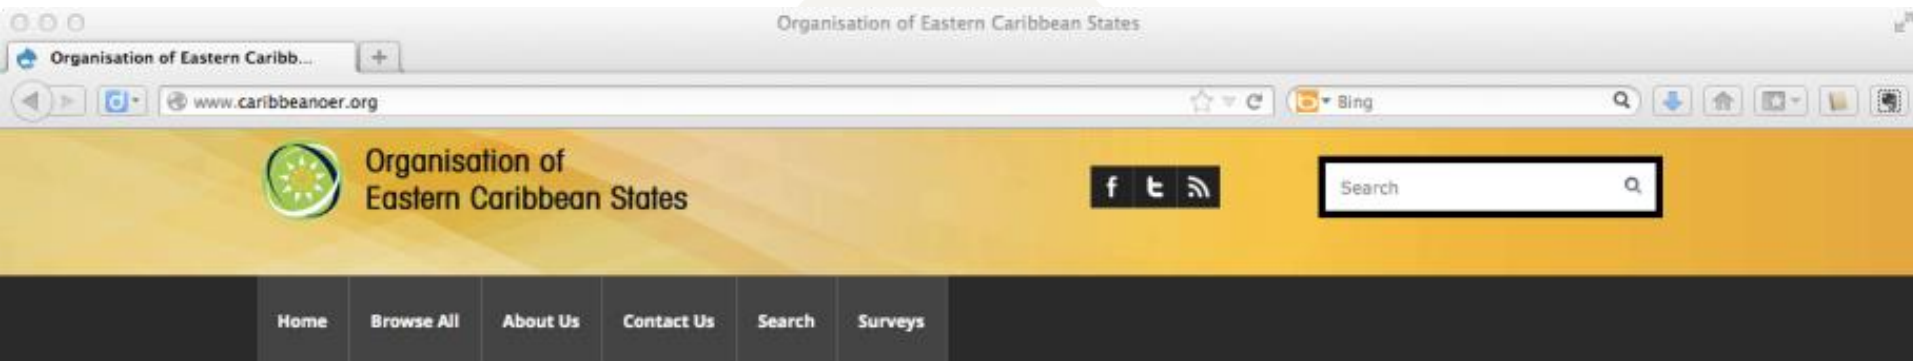 Organisation of Eastern Caribbean States
Organisation of Eastern Caribb...
www.caribbeanoer.org
Bing
Organisation of
Eastern Caribbean States
Search
Home Browse All About Us Contact Us Search Surveys